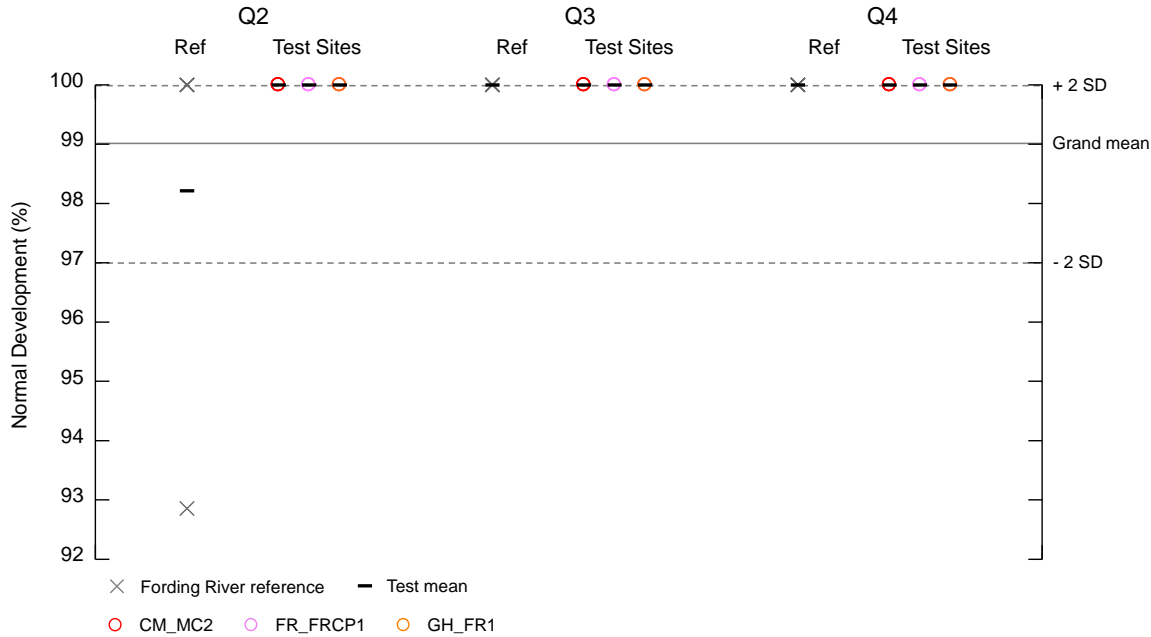 Q2 Q3 Q4
Ref Test Sites Ref Test Sites Ref Test Sites
100 + 2 SD
99 Grand mean
98
97 - 2 SD
96
95
94
93
92
Normal Development (%)
Fording River reference Test mean
CM_MC2 FR_FRCP1 GH_FR1